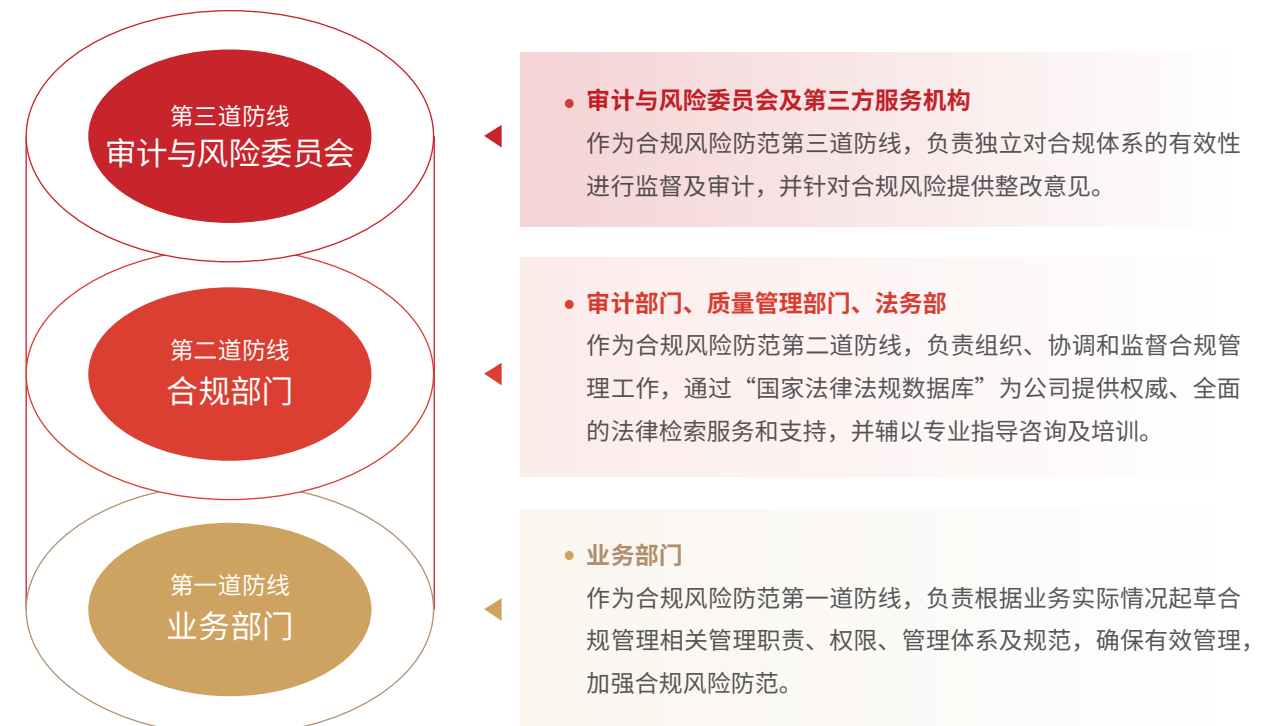 第三道防线
审计与风险委员会
审计与风险委员会及第三方服务机构
作为合规风险防范第三道防线，负责独立对合规体系的有效性
进行监督及审计，并针对合规风险提供整改意见。
第二道防线
合规部门
审计部门、质量管理部门、法务部
作为合规风险防范第二道防线，负责组织、协调和监督合规管
理工作，通过“国家法律法规数据库”为公司提供权威、全面
的法律检索服务和支持，并辅以专业指导咨询及培训。
第一道防线
业务部门
业务部门
作为合规风险防范第一道防线，负责根据业务实际情况起草合
规管理相关管理职责、权限、管理体系及规范，确保有效管理，
加强合规风险防范。